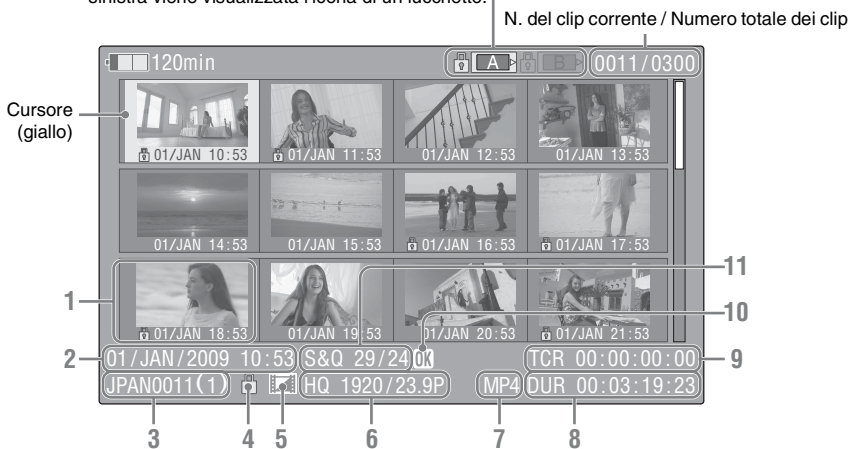 sinistra viene visualizzata l'icona di un lucchetto.
N. del clip corrente / Numero totale dei clip
120min
A
B
0011/0300
Cursore
(giallo)
01/JAN 10:53
01/JAN 11:53
01/JAN 12:53
01/JAN 13:53
01/JAN 14:53
01/JAN 15:53
01/JAN 16:53
01/JAN 17:53
01/JAN 18:53
01/JAN 19:53
01/JAN 20:53
01/JAN 21:53
11
10
1
2
01/JAN/2009 10:53
S&Q 29/24
OK
TCR 00:00:00:00
9
JPAN0011(1)
HQ 1920/23.9P
MP4
DUR 00:03:19:23
3
4
5
6
7
8